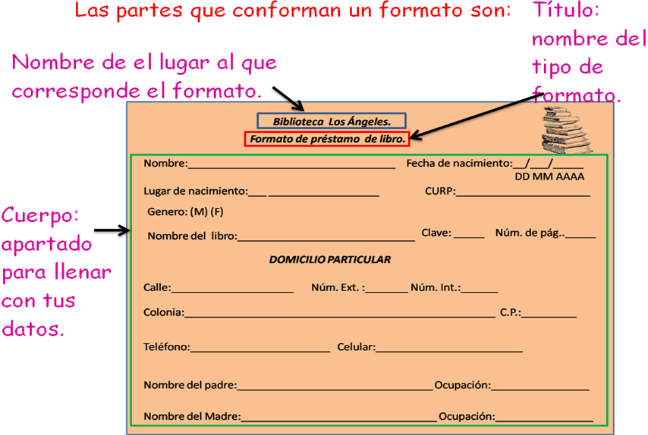 Las partes que conforman un formato son:
Título:
nombre del
tipo de
formato.
Nombre de el lugar al que
corresponde el formato.
Biblioteca Los Ángeles.
Formato de préstamo de libro.
Nombre:
Fecha de nacimiento:__/___/_____
DD MM AAAA
Lugar de nacimiento:
CURP:
Genero: (M) (F)
Nombre del libro:
Clave:
Núm. de pág..
Cuerpo:
apartado
para llenar
con tus
datos.
DOMICILIO PARTICULAR
Calle:
Núm. Ext. :
Núm. Int.:
Colonia:
C.P.:
Teléfono:
Celular:
Nombre del padre:
Ocupación:
Nombre del Madre:
Ocupación: